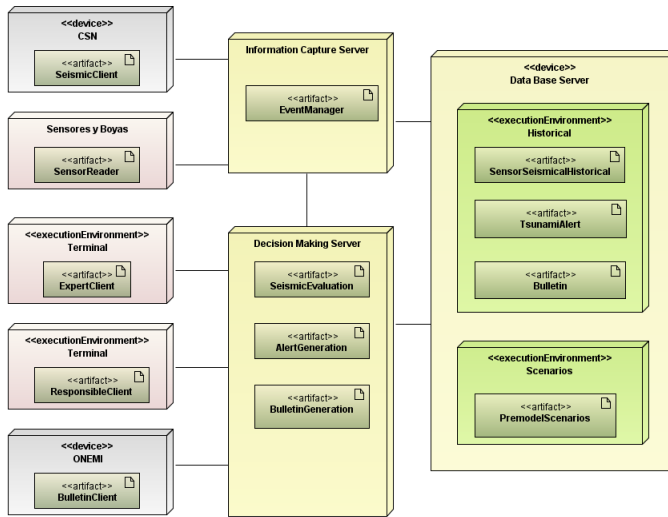 <<device>>
CSN
<<artifact>>
SeismicClient
Sensores y Boyas
<<artifact>>
SensorReader
<<executionEnvironment>>
Terminal
<<artifact>>
ExpertClient
<<executionEnvironment>>
Terminal
<<artifact>>
ResponsibleClient
<<device>>
ONEMI
<<artifact>>
BulletinClient
Information Capture Server
<<artifact>>
EventManager
Decision Making Server
<<artifact>>
SeismicEvaluation
<<artifact>>
AlertGeneration
<<artifact>>
BulletinGeneration
<<device>>
Data Base Server
<<executionEnvironment>>
Historical
<<artifact>>
SensorSeismicalHistorical
<<artifact>>
TsunamiAlert
<<artifact>>
Bulletin
<<executionEnvironment>>
Scenarios
<<artifact>>
PremodelScenarios